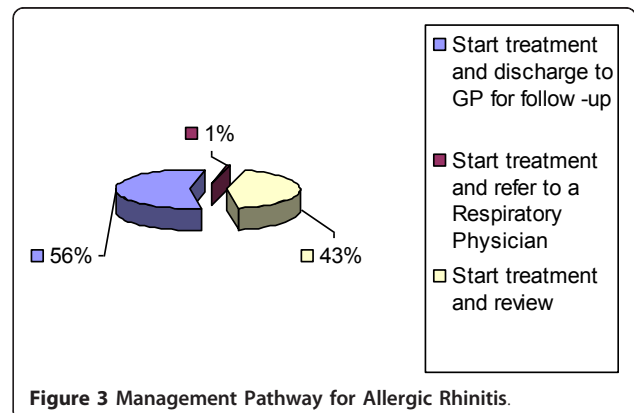 1%
56%
43%
Start treatment
and discharge to
GP for follow -up
Start treatment
and refer to a
Respiratory
Physician
Start treatment
and review
Figure 3 Management Pathway for Allergic Rhinitis.